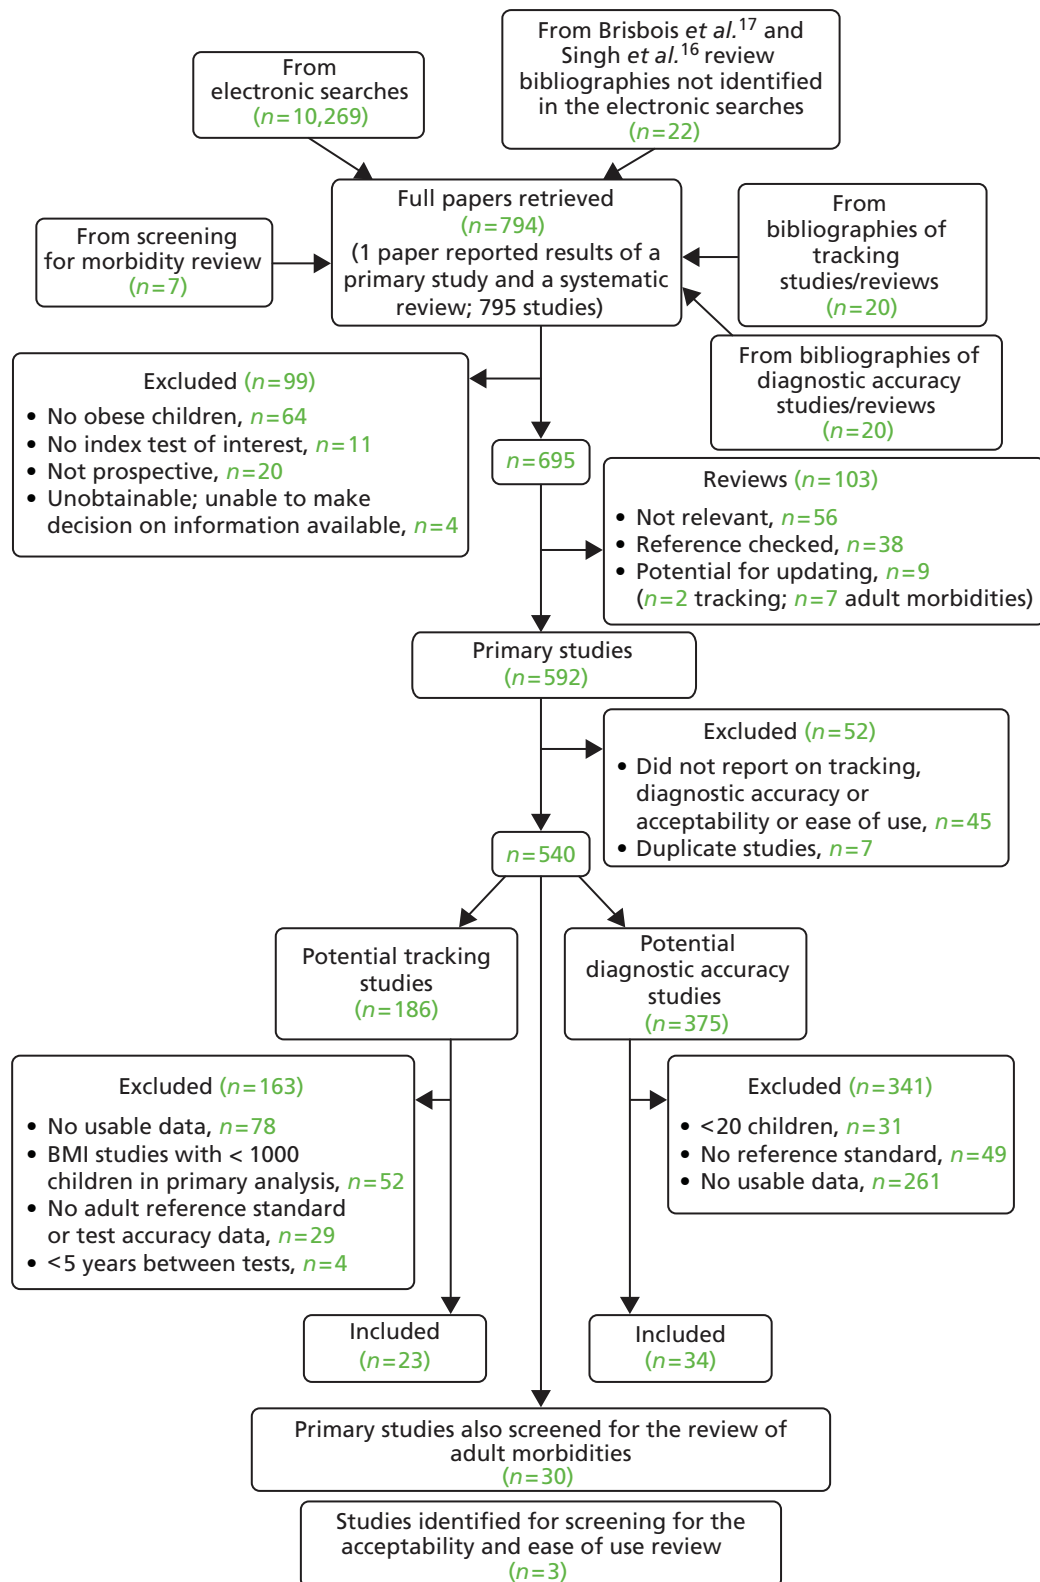 From
electronic searches
(n=10,269)
From Brisbois et al.17 and
Singh et al.16 review
bibliographies not identified
in the electronic searches
(n=22)
Full papers retrieved
(n=794)
(1 paper reported results of a
primary study and a systematic
review; 795 studies)
From screening
for morbidity review
(n=7)
From
bibliographies of
tracking
studies/reviews
(n=20)
From bibliographies of
diagnostic accuracy
studies/reviews
(n=20)
Excluded (n=99)
• No obese children, n=64
• No index test of interest, n=11
• Not prospective, n=20
• Unobtainable; unable to make
decision on information available, n=4
n=695
Reviews (n=103)
• Not relevant, n=56
• Reference checked, n=38
• Potential for updating, n=9
(n=2 tracking; n=7 adult morbidities)
Primary studies
(n=592)
Excluded (n=52)
• Did not report on tracking,
diagnostic accuracy or
acceptability or ease of use, n=45
• Duplicate studies, n=7
n=540
Potential tracking
studies
(n=186)
Potential
diagnostic accuracy
studies
(n=375)
Excluded (n=163)
• No usable data, n=78
• BMI studies with < 1000
children in primary analysis, n=52
• No adult reference standard
or test accuracy data, n=29
• <5 years between tests, n=4
Excluded (n=341)
• <20 children, n=31
• No reference standard, n=49
• No usable data, n=261
Included
(n=23)
Included
(n=34)
Primary studies also screened for the review of
adult morbidities
(n=30)
Studies identified for screening for the
acceptability and ease of use review
(n=3)